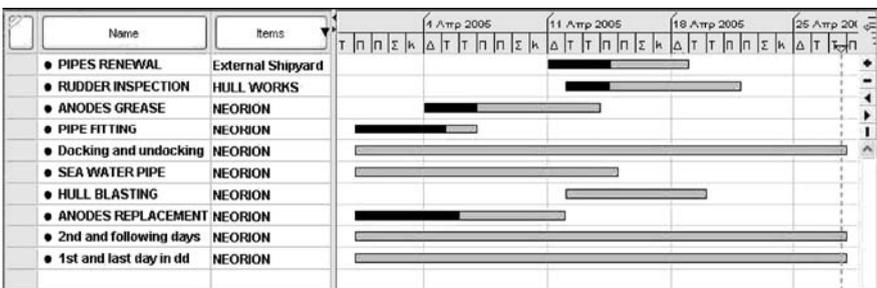 4 Απρ 2005 11 Απρ 2005 18 Απρ 2005 25 Απρ 200
Name Items Τ Π Π Σ Κ Δ Τ Τ Π Π Σ Κ Δ Τ Τ Π Π Σ Κ Δ Τ Τ Π Π Σ Κ Δ Τ Τ Π
PIPES RENEWAL External Shipyard
RUDDER INSPECTION HULL WORKS
ANODES GREASE NEORION
PIPE FITTING NEORION
Docking and undocking NEORION
SEA WATER PIPE NEORION
HULL BLASTING NEORION
ANODES REPLACEMENT NEORION
2nd and following days NEORION
1st and last day in dd NEORION